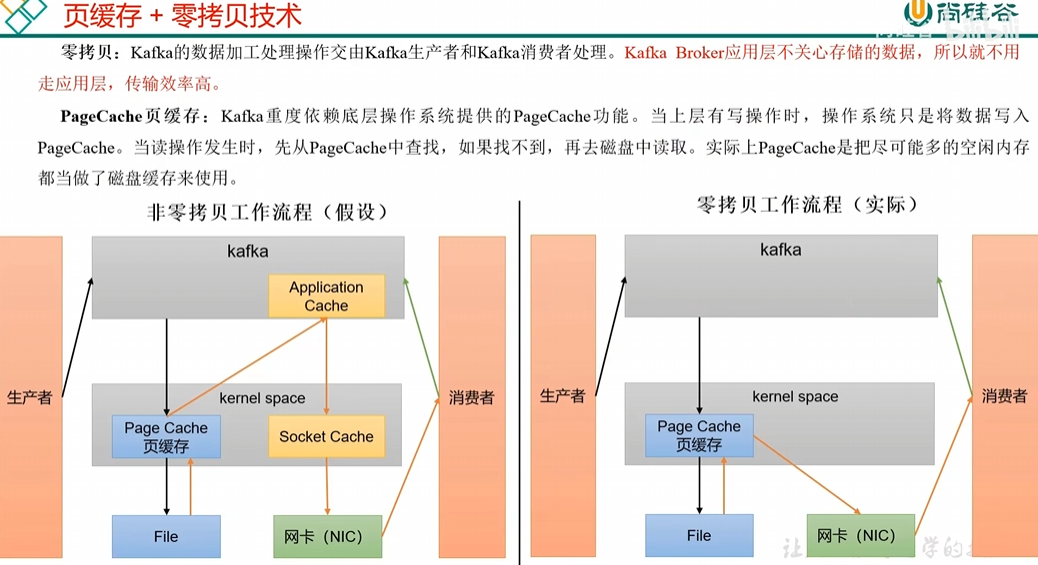 页缓存 + 零拷贝技术
尚硅谷
零拷贝：Kafka的数据加工处理操作交由Kafka生产者和Kafka消费者处理。Kafka Broker应用层不关心存储的数据，所以就不用
走应用层，传输效率高。
PageCache页缓存：Kafka重度依赖底层操作系统提供的PageCache功能。当上层有写操作时，操作系统只是将数据写入
PageCache。当读操作发生时，先从PageCache中查找，如果找不到，再去磁盘中读取。实际上PageCache是把尽可能多的空闲内存
都当做了磁盘缓存来使用。
非零拷贝工作流程（假设）
kafka
Application
Cache
生产者
kernel space
消费者
Page Cache
页缓存
Socket Cache
File
网卡（NIC）
零拷贝工作流程（实际）
kafka
生产者
kernel space
消费者
Page Cache
页缓存
File
网卡（NIC）